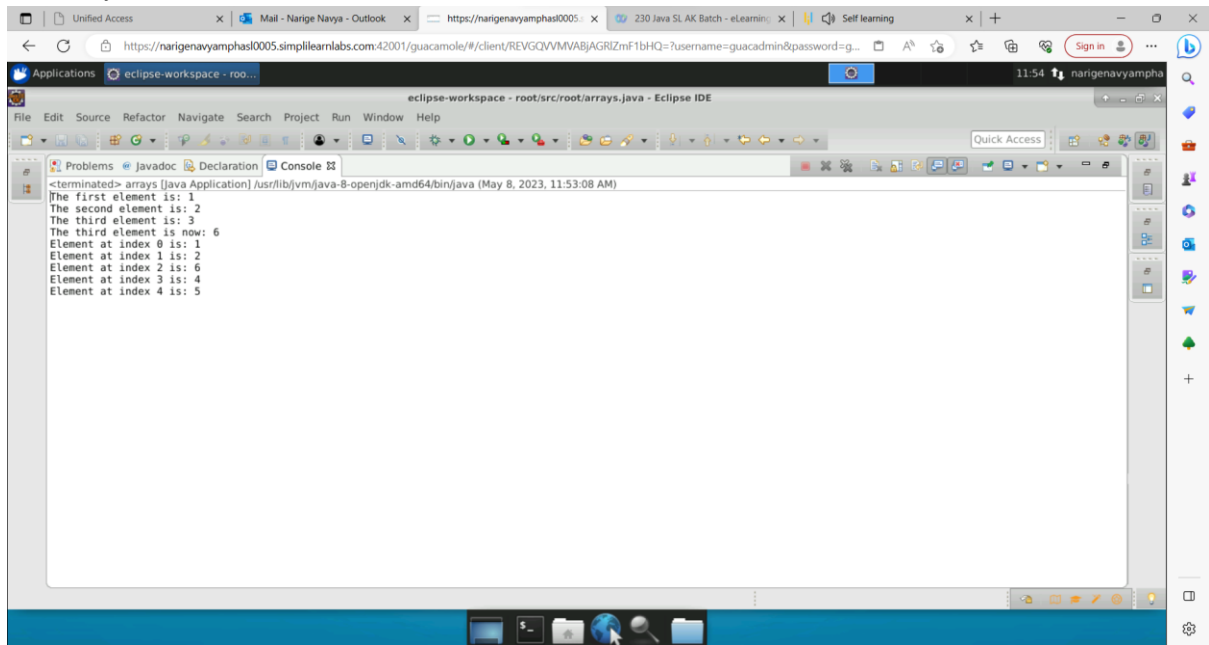 Unified Access
Mail - Narige Navya - Outlook
https://narigenavyamphasl0005.s
230 Java SL AK Batch - eLearning
Self learning
https://narigenavyamphasl0005.simplilearnlabs.com:42001/guacamole/#/client/REVGQVVMVABjAGRlZmF1bHQ=?username=guacadmin&password=g...
Sign in
Applications
eclipse-workspace - roo...
11:54
narigenavyampha
eclipse-workspace - root/src/root/arrays.java - Eclipse IDE
File Edit Source Refactor Navigate Search Project Run Window Help
Quick Access
Problems Javadoc Declaration Console
<terminated> arrays [Java Application] /usr/lib/jvm/java-8-openjdk-amd64/bin/java (May 8, 2023, 11:53:08 AM)
The first element is: 1
The second element is: 2
The third element is: 3
The third element is now: 6
Element at index 0 is: 1
Element at index 1 is: 2
Element at index 2 is: 6
Element at index 3 is: 4
Element at index 4 is: 5